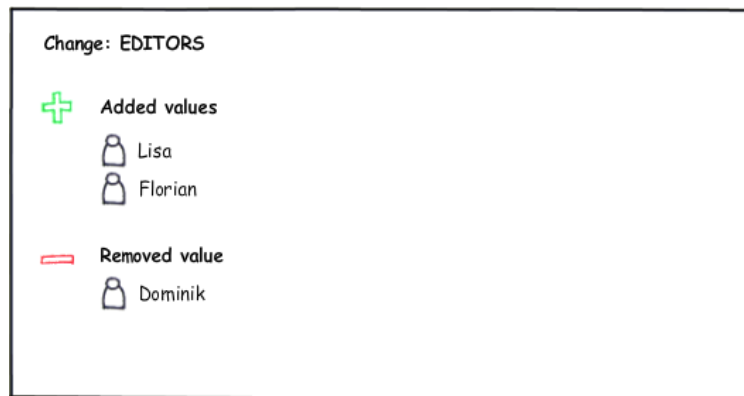 Change: EDITORS
Added values
Lisa
Florian
Removed value
Dominik